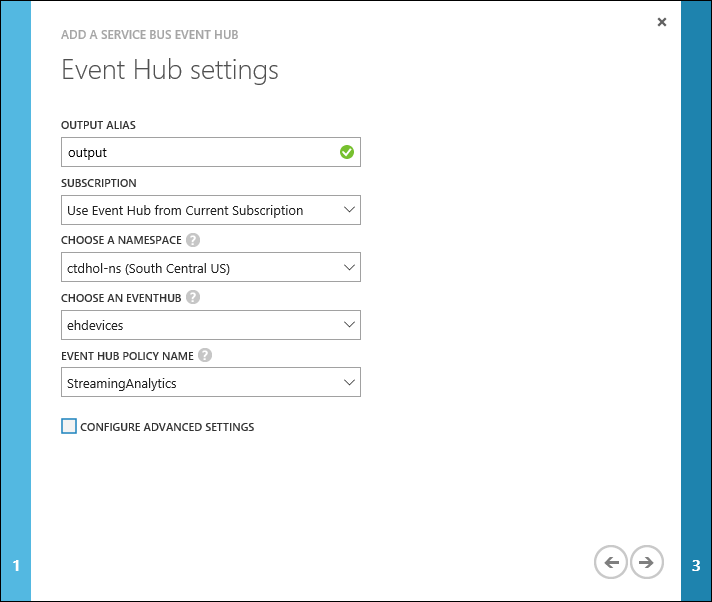 ADD A SERVICE BUS EVENT HUB
Event Hub settings
OUTPUT ALIAS
output
SUBSCRIPTION
Use Event Hub from Current Subscription
CHOOSE A NAMESPACE ?
ctdhol-ns (South Central US)
CHOOSE AN EVENTHUB ?
ehdevices
EVENT HUB POLICY NAME ?
StreamingAnalytics
CONFIGURE ADVANCED SETTINGS
1
3